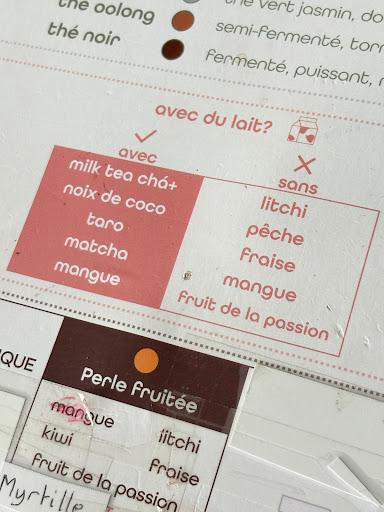 thé oolong
thé vert jasmin, do
thé noir
semi-fermenté, torr
fermenté, puissant,
avec du lait?
avec
sans
milk tea chá+
noix de coco
taro
matcha
mangue
litchi
pêche
fraise
mangue
fruit de la passion
IQUE
Perle fruitée
mangue
kiwi
litchi
fruit de la passion
fraise
Myrtille